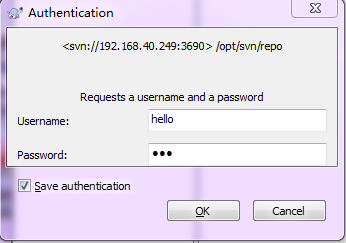 Authentication
<svn://192.168.40.249:3690> /opt/svn/repo
Requests a username and a password
Username:
hello
Password:
●●●
Save authentication
OK
Cancel